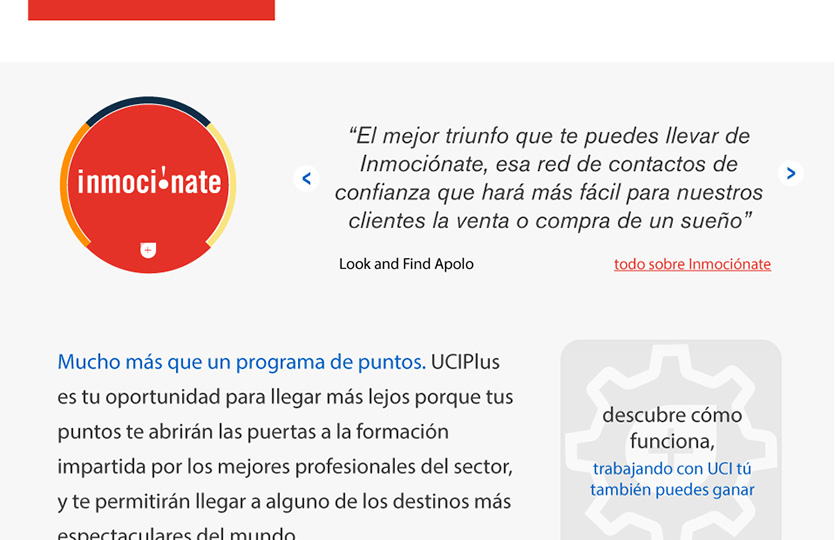 inmoci!nate
“El mejor triunfo que te puedes llevar de
Inmociónate, esa red de contactos de
confianza que hará más fácil para nuestros
clientes la venta o compra de un sueño”
Look and Find Apolo
todo sobre Inmociónate
Mucho más que un programa de puntos. UCIPlus
es tu oportunidad para llegar más lejos porque tus
puntos te abrirán las puertas a la formación
impartida por los mejores profesionales del sector,
y te permitirán llegar a alguno de los destinos más
espectaculares del mundo.
descubre cómo
funciona,
trabajando con UCI tú
también puedes ganar